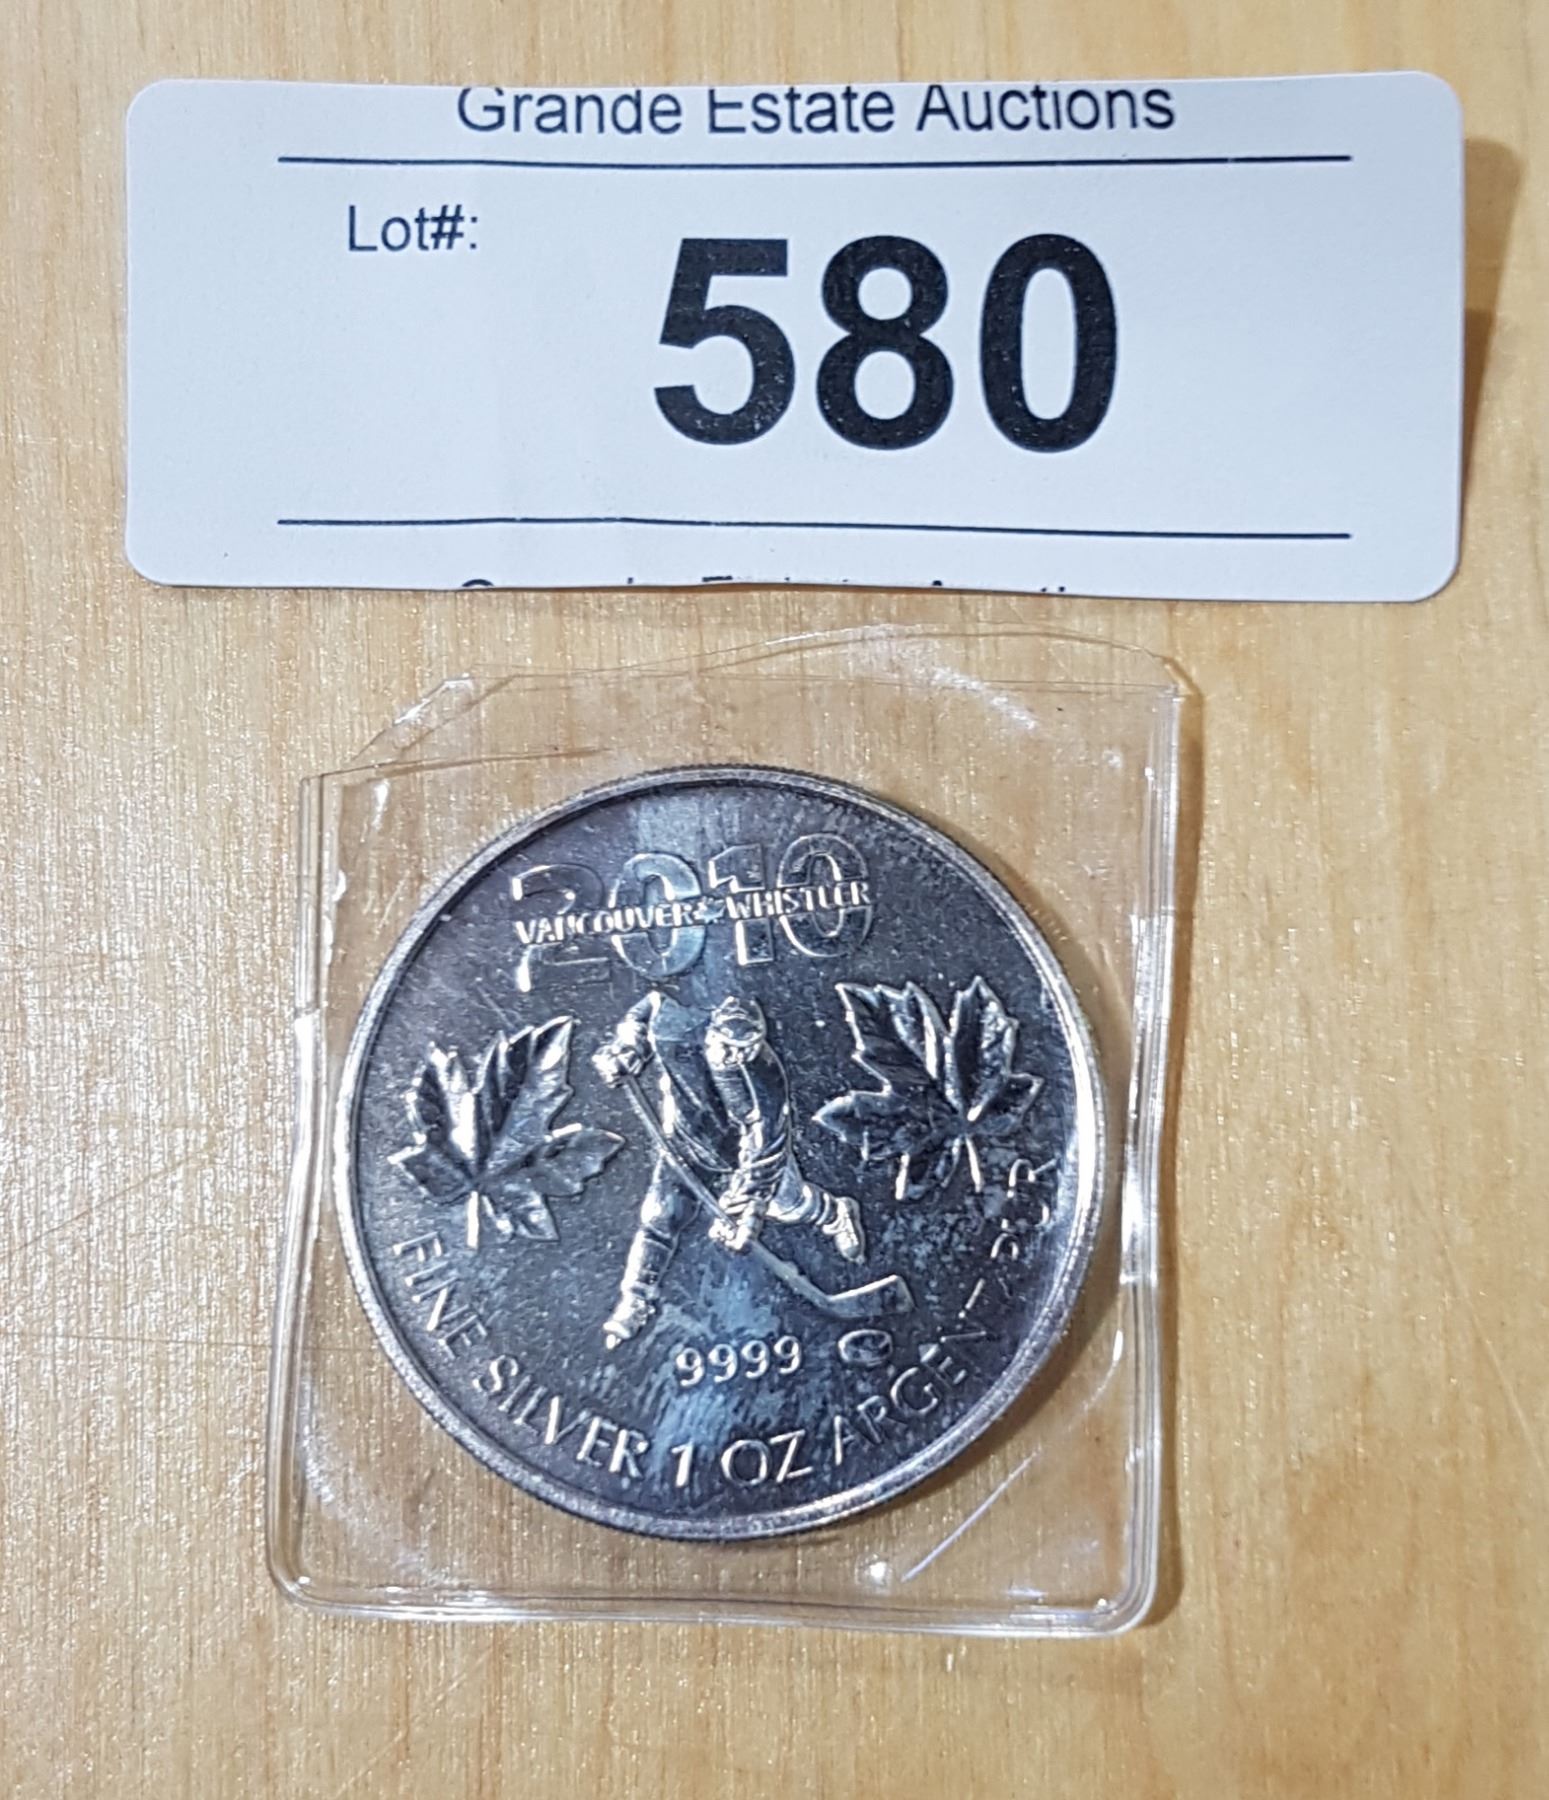 Grande Estate Auctions
Lot#: 580
2010
VANCOUVER WHISTLER
9999
FINE SILVER 1 OZ ARGENT PUR